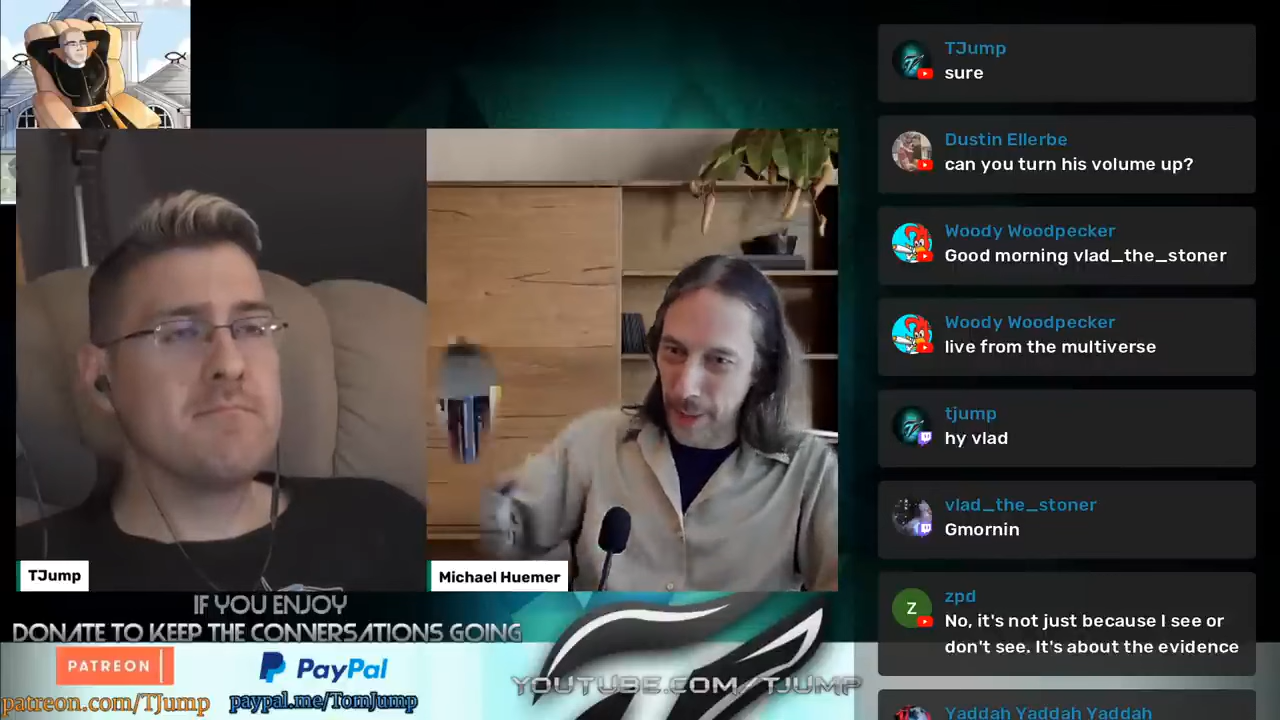 TJump
sure
Dustin Ellerbe
can you turn his volume up?
Woody Woodpecker
Good morning vlad_the_stoner
Woody Woodpecker
live from the multiverse
tjump
hy vlad
vlad_the_stoner
Gmornin
Z
zpd
No, it's not just because I see or
don't see. It's about the evidence
Yaddah Yaddah Yaddah
TJump
Michael Huemer
IF YOU ENJOY
DONATE TO KEEP THE CONVERSATIONS GOING
PATREON
PayPal
patreon.com/TJump
paypal.me/TomJump
YOUTUBE.COM/TJUMP